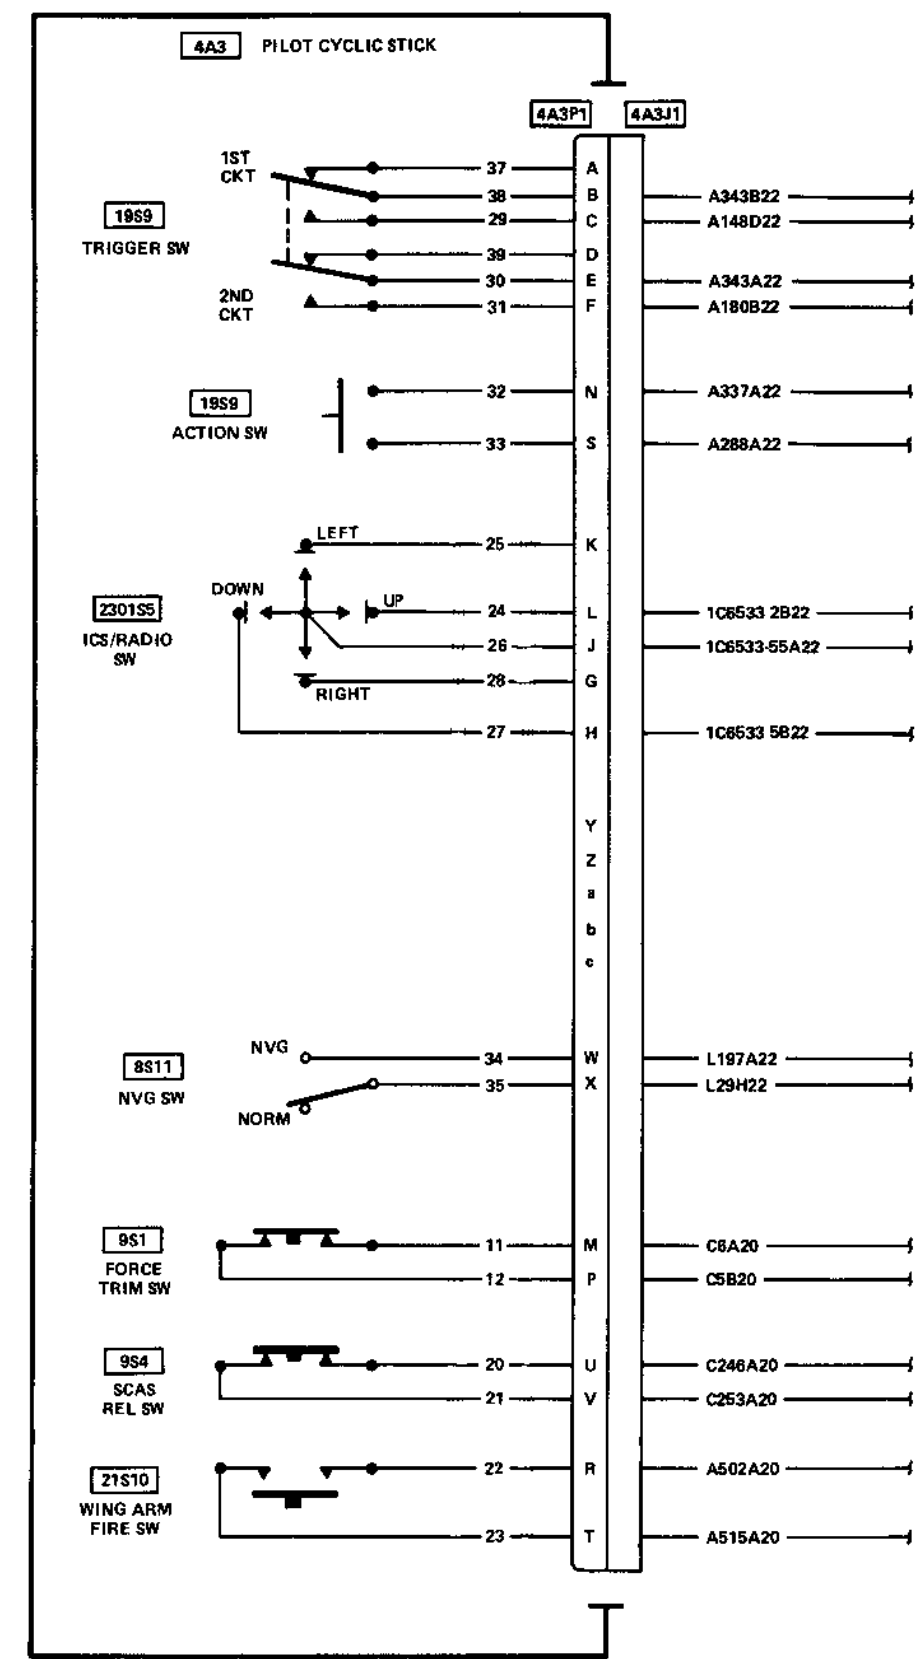 4A3 PILOT CYCLIC STICK
4A3P1 4A3J1
1ST
CKT
37 A
38 B A343B22
19S9
29 C A148D22
TRIGGER SW
39 D
30 E A343A22
2ND
CKT
31 F A180B22
32 N A337A22
19S9
ACTION SW
33 S A288A22
LEFT
25 K
DOWN
UP
2301S5
24 L 1C6533 2B22
ICS/RADIO
SW
26 J 1C6533-55A22
28 G
RIGHT
27 H 1C6533 5B22
Y
Z
a
b
c
NVG
34 W L197A22
8S11
35 X L29H22
NVG SW
NORM
9S1
11 M C6A20
FORCE
TRIM SW
12 P C5B20
9S4
20 U C246A20
SCAS
REL SW
21 V C253A20
21S10
22 R A502A20
WING ARM
FIRE SW
23 T A515A20